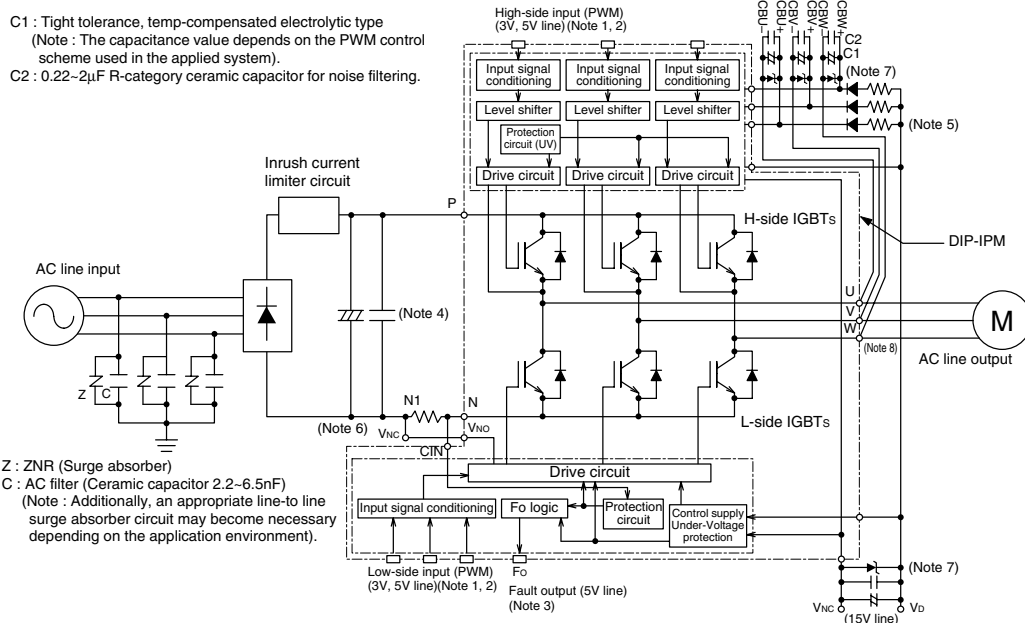 C1 : Tight tolerance, temp-compensated electrolytic type
(Note : The capacitance value depends on the PWM control
scheme used in the applied system).
C2 : 0.22~2μF R-category ceramic capacitor for noise filtering.
High-side input (PWM)
(3V, 5V line)(Note 1, 2)
CBU-
CBU+
CBV-
CBV+
CBW-
CBW+
C2
C1
(Note 7)
(Note 5)
Input signal
conditioning
Input signal
conditioning
Input signal
conditioning
Level shifter
Level shifter
Level shifter
Protection
circuit (UV)
Drive circuit
Drive circuit
Drive circuit
Inrush current
limiter circuit
P
H-side IGBTs
DIP-IPM
AC line input
(Note 4)
U
V
W
(Note 8)
M
AC line output
Z
C
N1
N
L-side IGBTs
(Note 6)
VNC
VNO
CIN
Z : ZNR (Surge absorber)
C : AC filter (Ceramic capacitor 2.2~6.5nF)
(Note : Additionally, an appropriate line-to line
surge absorber circuit may become necessary
depending on the application environment).
Drive circuit
Input signal conditioning
Fo logic
Protection
circuit
Control supply
Under-Voltage
protection
Low-side input (PWM)
(3V, 5V line)(Note 1, 2)
Fo
Fault output (5V line)
(Note 3)
(Note 7)
VNC
VD
(15V line)